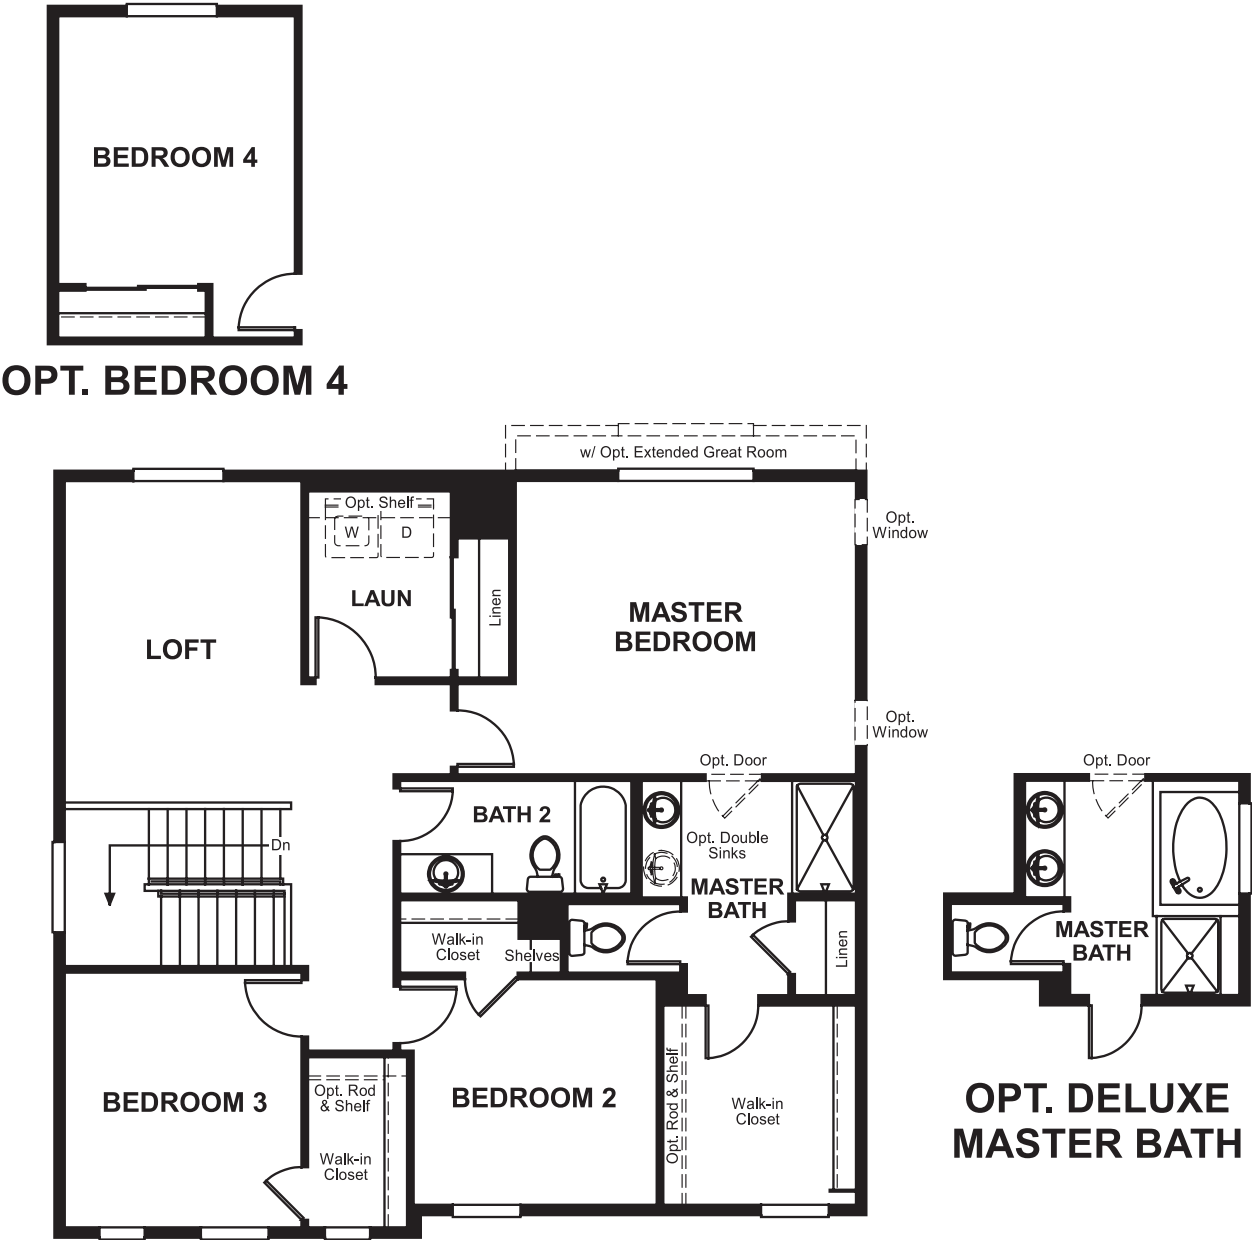 BEDROOM 4
OPT. BEDROOM 4
w/ Opt. Extended Great Room
Opt. Shelf
W
D
Opt.
Window
LAUN
Linen
MASTER
BEDROOM
LOFT
Opt.
Window
Opt. Door
BATH 2
Opt. Double
Sinks
Dn
MASTER
BATH
Walk-in
Closet
Shelves
Linen
BEDROOM 3
Opt. Rod
& Shelf
Walk-in
Closet
BEDROOM 2
Opt. Rod & Shelf
Walk-in
Closet
Opt. Door
MASTER
BATH
OPT. DELUXE
MASTER BATH